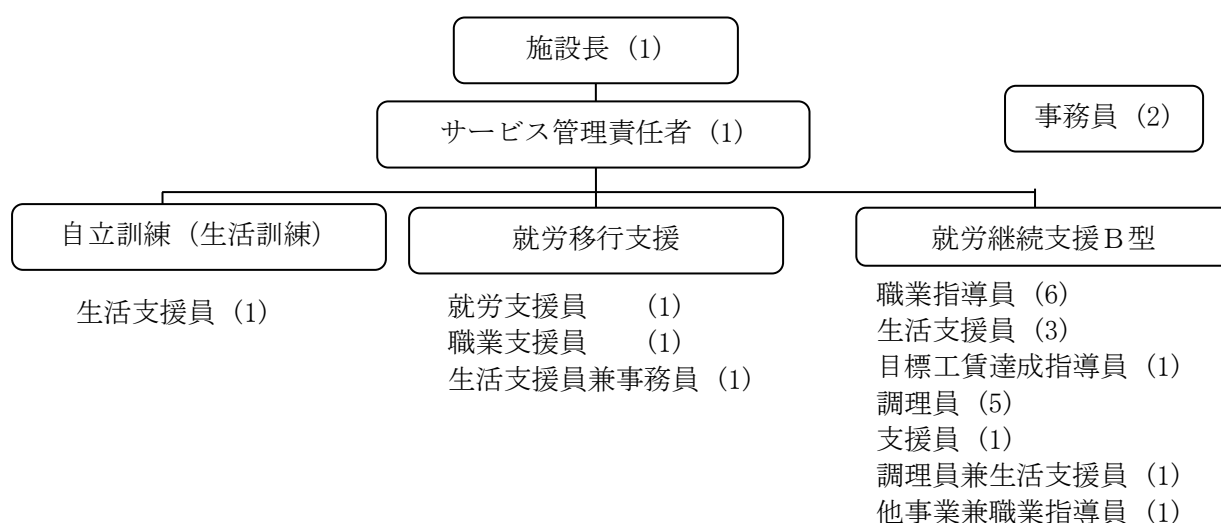 施設長 (1)
サービス管理責任者 (1)
事務員 (2)
自立訓練(生活訓練)
就労移行支援
就労継続支援B型
生活支援員 (1)
就労支援員 (1)
職業支援員 (1)
生活支援員兼事務員 (1)
職業指導員 (6)
生活支援員 (3)
目標工賃達成指導員 (1)
調理員 (5)
支援員 (1)
調理員兼生活支援員 (1)
他事業兼職業指導員 (1)